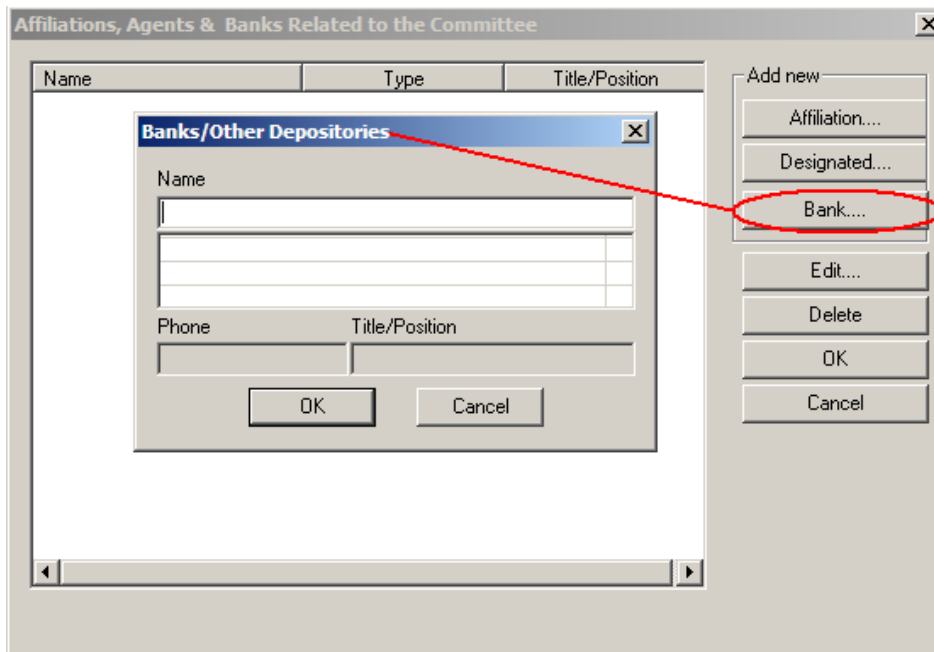 Affiliations, Agents & Banks Related to the Committee
Name Type Title/Position
Add new
Affiliation....
Designated....
Bank....
Edit....
Delete
OK
Cancel
Banks/Other Depositories
Name
Phone Title/Position
OK Cancel